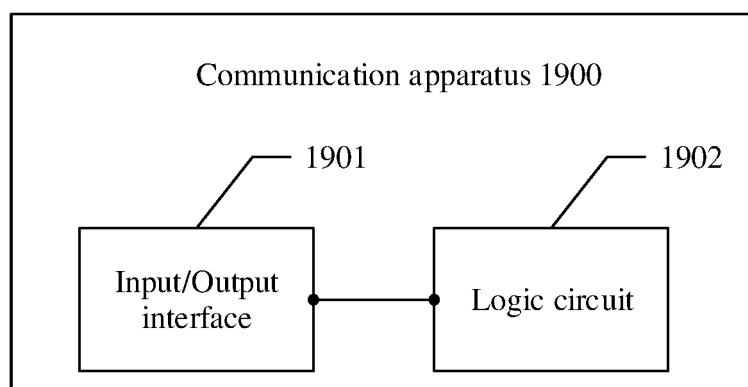 Communication apparatus 1900
1901
1902
Input/Output
interface
Logic circuit